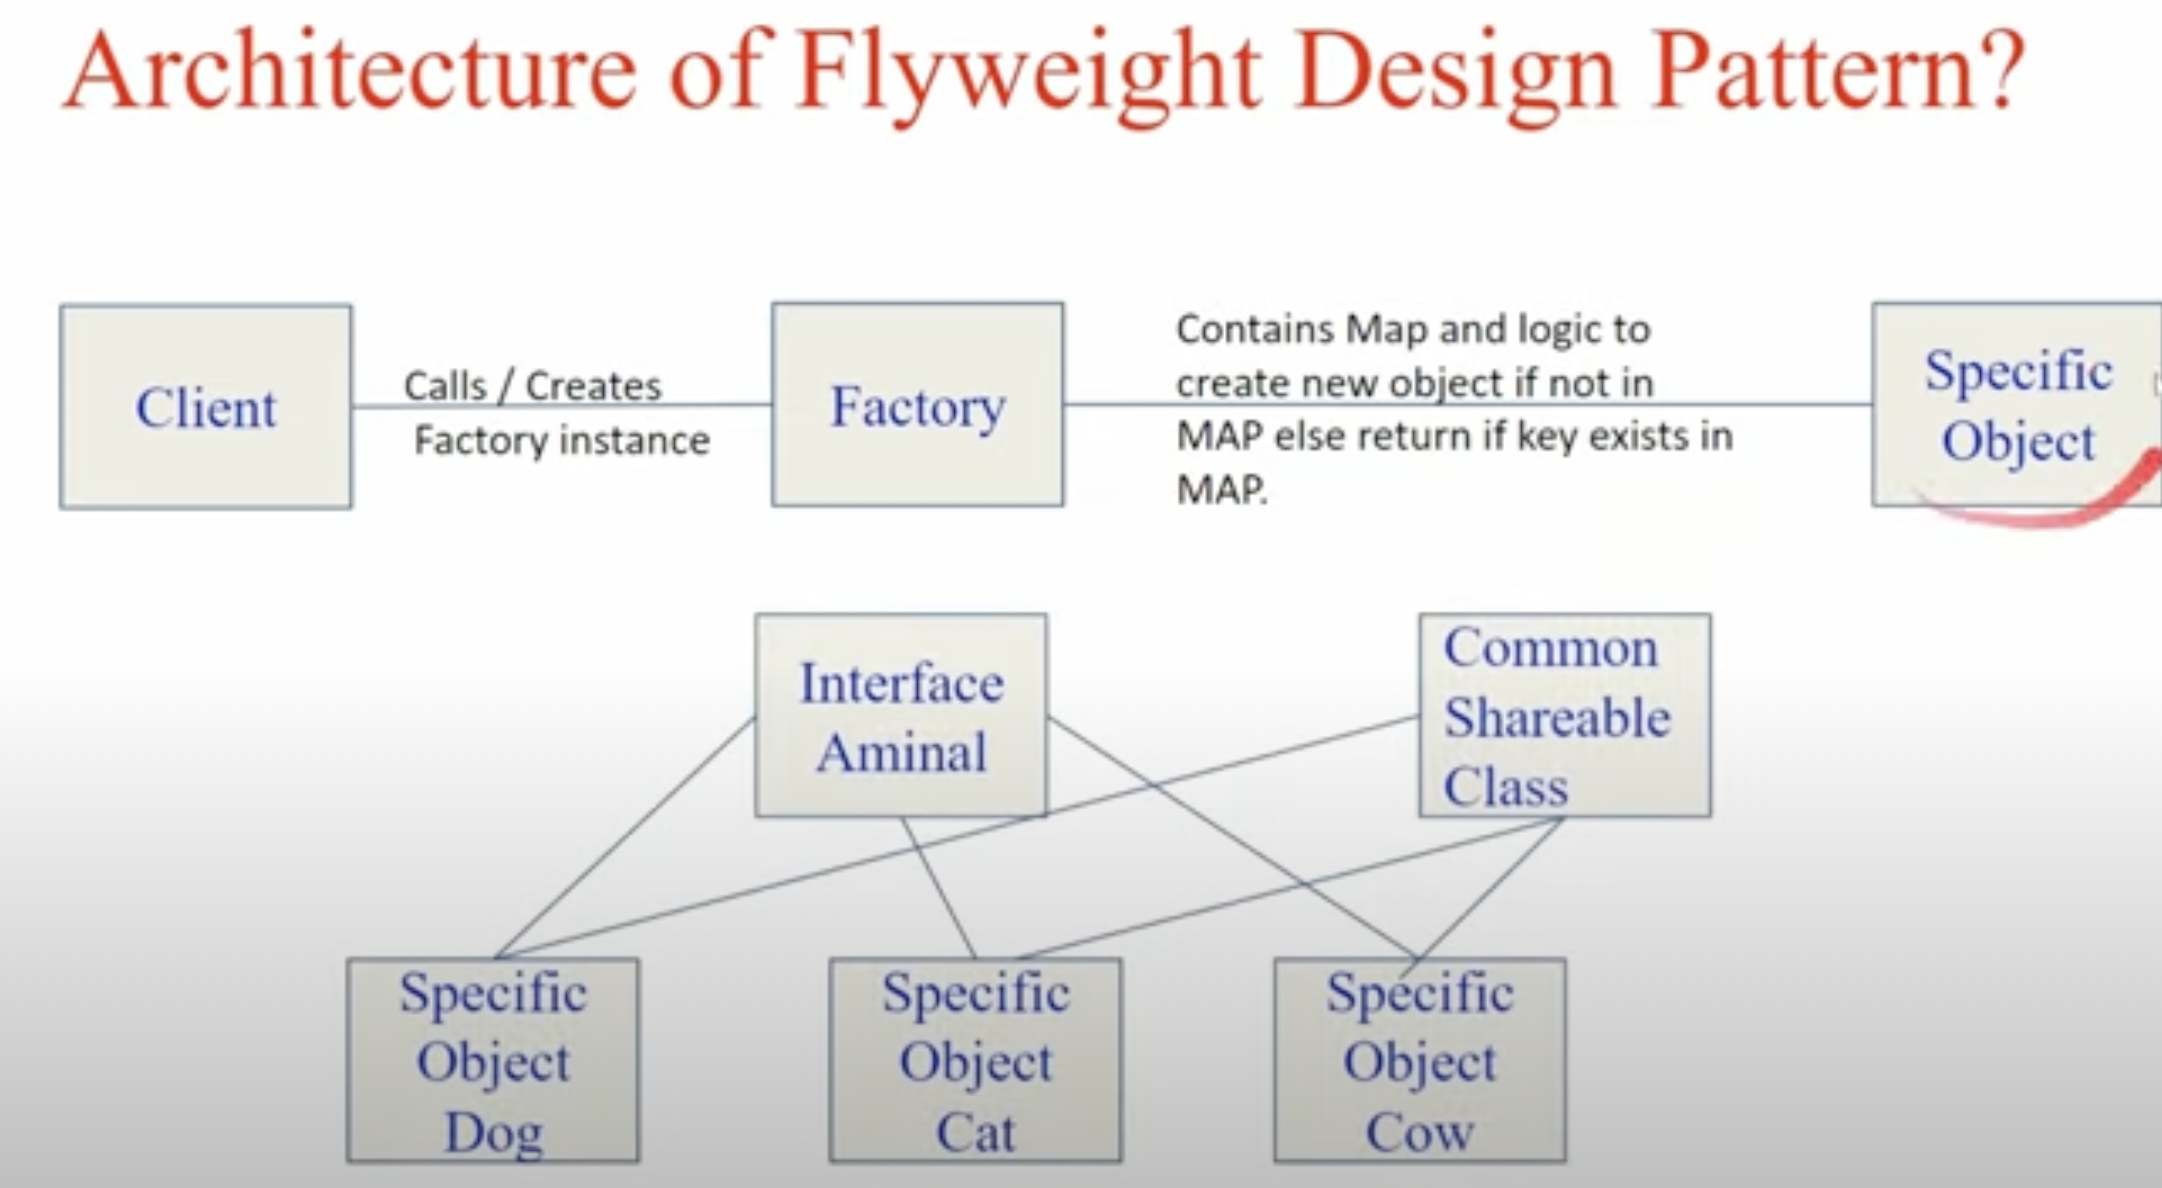 Architecture of Flyweight Design Pattern?
Client
Calls / Creates
Factory instance
Factory
Contains Map and logic to
create new object if not in
MAP else return if key exists in
MAP.
Specific
Object
Interface
Aminal
Common
Shareable
Class
Specific
Object
Dog
Specific
Object
Cat
Specific
Object
Cow